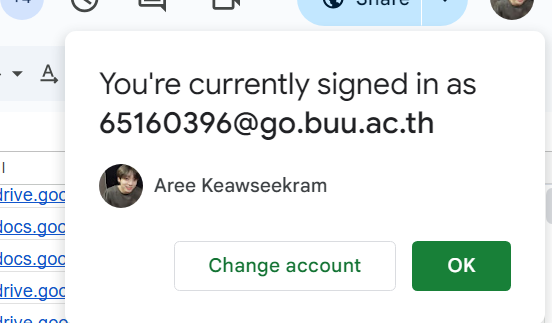 Share
You're currently signed in as
65160396@go.buu.ac.th
Aree Keawseekram
drive.goo
docs.goo
docs.goo
drive.goo
Change account
OK